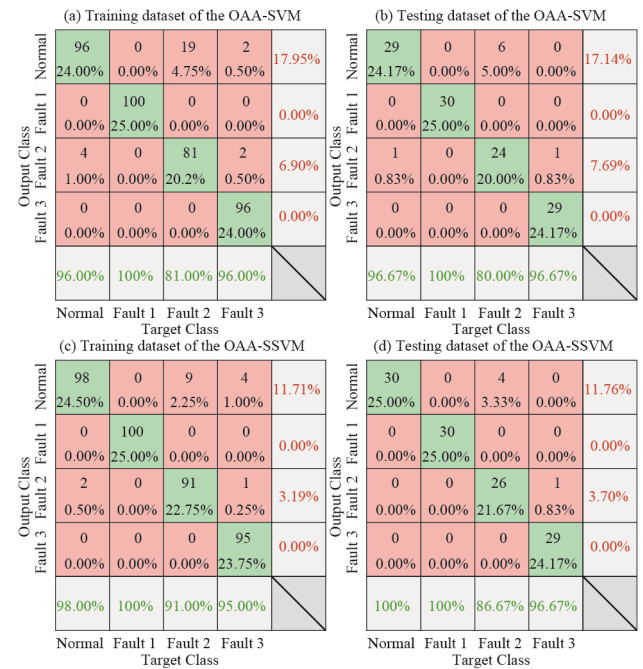 (a) Training dataset of the OAA-SVM
96 0 19 2
24.00% 0.00% 4.75% 0.50% 17.95%
0 100 0 0
0.00% 25.00% 0.00% 0.00% 0.00%
4 0 81 2
1.00% 0.00% 20.2% 0.50% 6.90%
0 0 0 96
0.00% 0.00% 0.00% 24.00% 0.00%
96.00% 100% 81.00% 96.00%
Normal Fault 1 Fault 2 Fault 3
Target Class
Output Class
Normal
Fault 1
Fault 2
Fault 3
(b) Testing dataset of the OAA-SVM
29 0 6 0
24.17% 0.00% 5.00% 0.00% 17.14%
0 30 0 0
0.00% 25.00% 0.00% 0.00% 0.00%
1 0 24 1
0.83% 0.00% 20.00% 0.83% 7.69%
0 0 0 29
0.00% 0.00% 0.00% 24.17% 0.00%
96.67% 100% 80.00% 96.67%
Normal Fault 1 Fault 2 Fault 3
Target Class
Output Class
Normal
Fault 1
Fault 2
Fault 3
(c) Training dataset of the OAA-SSVM
98 0 9 4
24.50% 0.00% 2.25% 1.00% 11.71%
0 100 0 0
0.00% 25.00% 0.00% 0.00% 0.00%
2 0 91 1
0.50% 0.00% 22.75% 0.25% 3.19%
0 0 0 95
0.00% 0.00% 0.00% 23.75% 0.00%
98.00% 100% 91.00% 95.00%
Normal Fault 1 Fault 2 Fault 3
Target Class
Output Class
Normal
Fault 1
Fault 2
Fault 3
(d) Testing dataset of the OAA-SSVM
30 0 4 0
25.00% 0.00% 3.33% 0.00% 11.76%
0 30 0 0
0.00% 25.00% 0.00% 0.00% 0.00%
0 0 26 1
0.00% 0.00% 21.67% 0.83% 3.70%
0 0 0 29
0.00% 0.00% 0.00% 24.17% 0.00%
100% 100% 86.67% 96.67%
Normal Fault 1 Fault 2 Fault 3
Target Class
Output Class
Normal
Fault 1
Fault 2
Fault 3